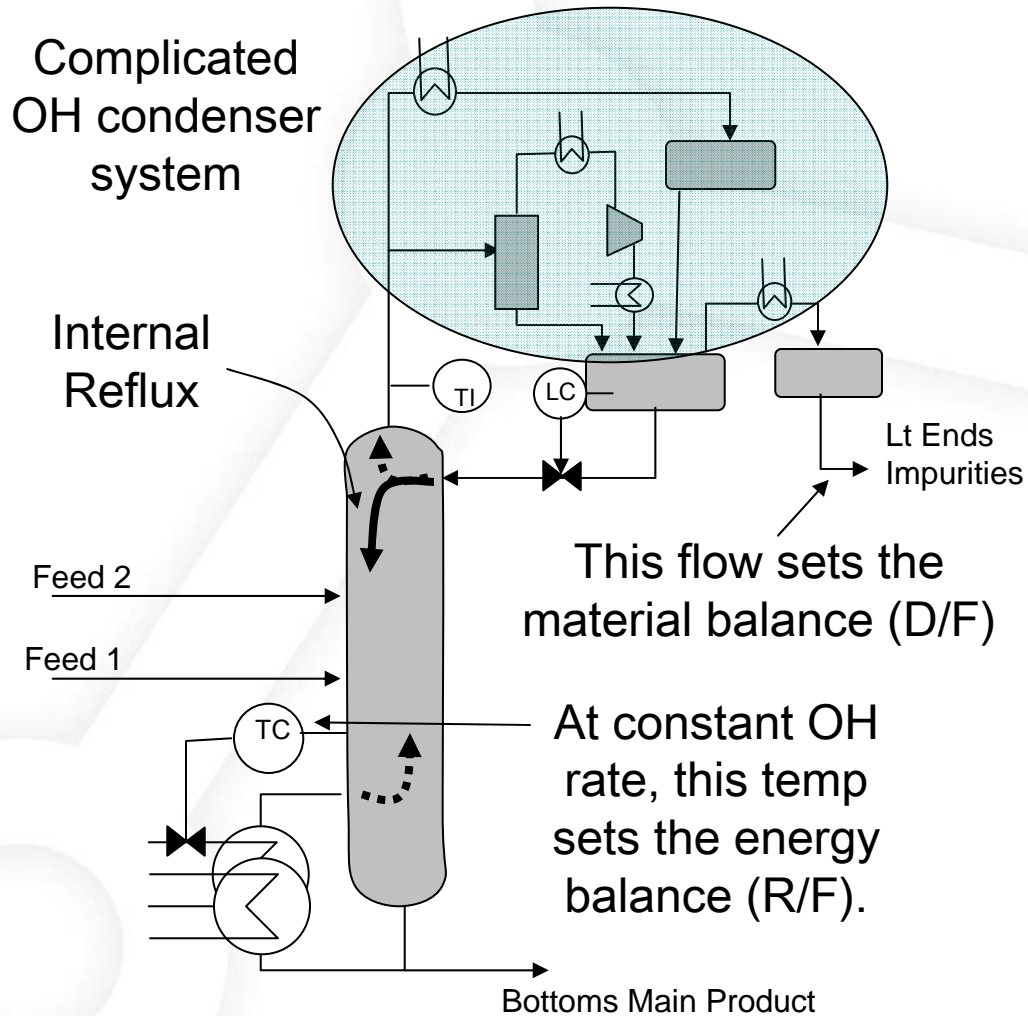 Complicated
OH condenser
system
Internal
Reflux
TI
LC
Lt Ends
Impurities
Feed 2
This flow sets the
material balance (D/F)
Feed 1
TC
At constant OH
rate, this temp
sets the energy
balance (R/F).
Bottoms Main Product